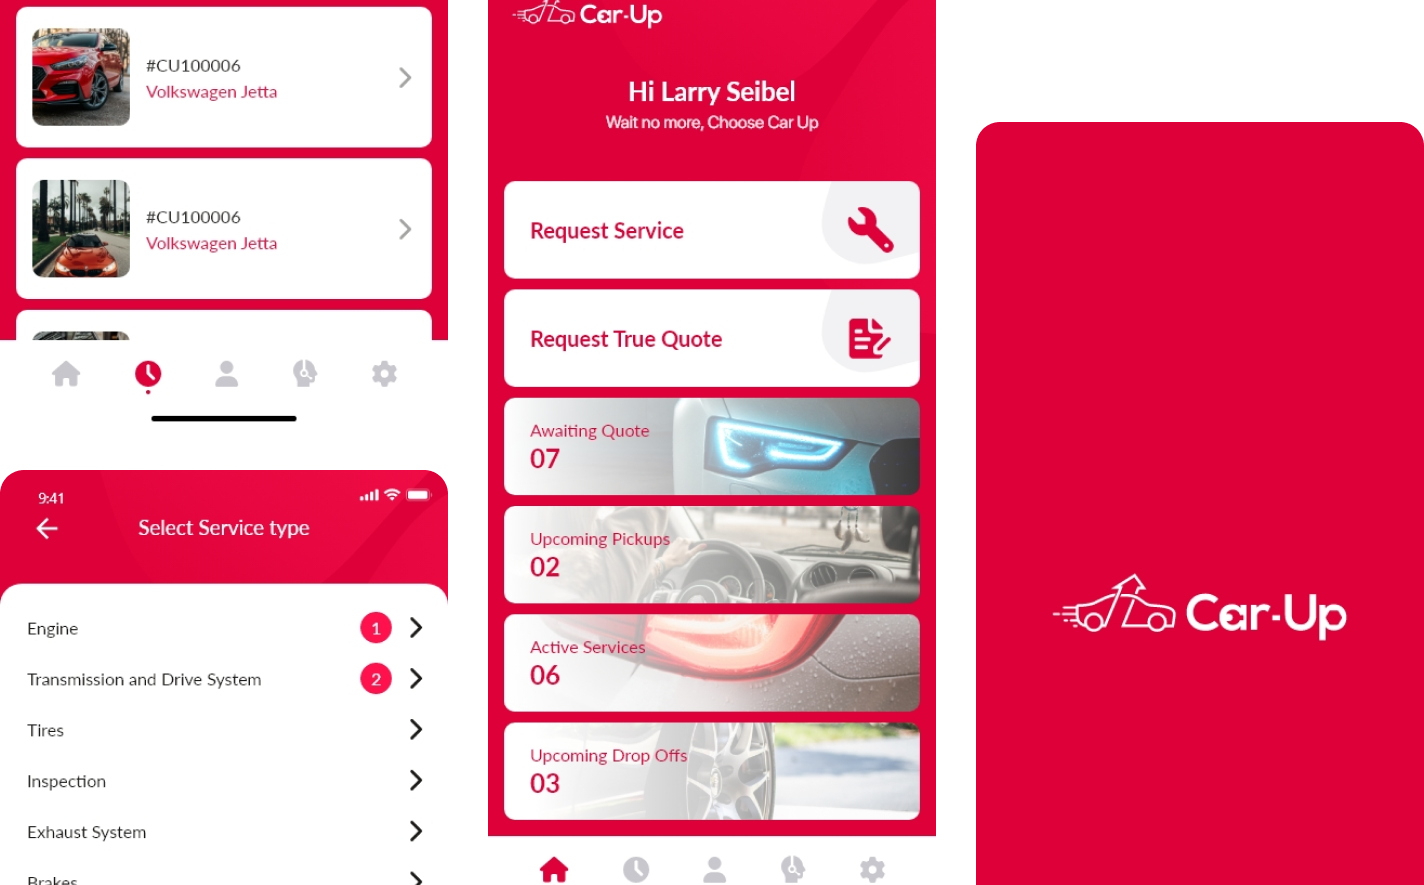 #CU100006
Volkswagen Jetta
#CU100006
Volkswagen Jetta
9:41
Select Service type
Engine 1
Transmission and Drive System 2
Tires
Inspection
Exhaust System
Brakes
Car-Up
Hi Larry Seibel
Wait no more, Choose Car Up
Request Service
Request True Quote
Awaiting Quote
07
Upcoming Pickups
02
Active Services
06
Upcoming Drop Offs
03
Car-Up